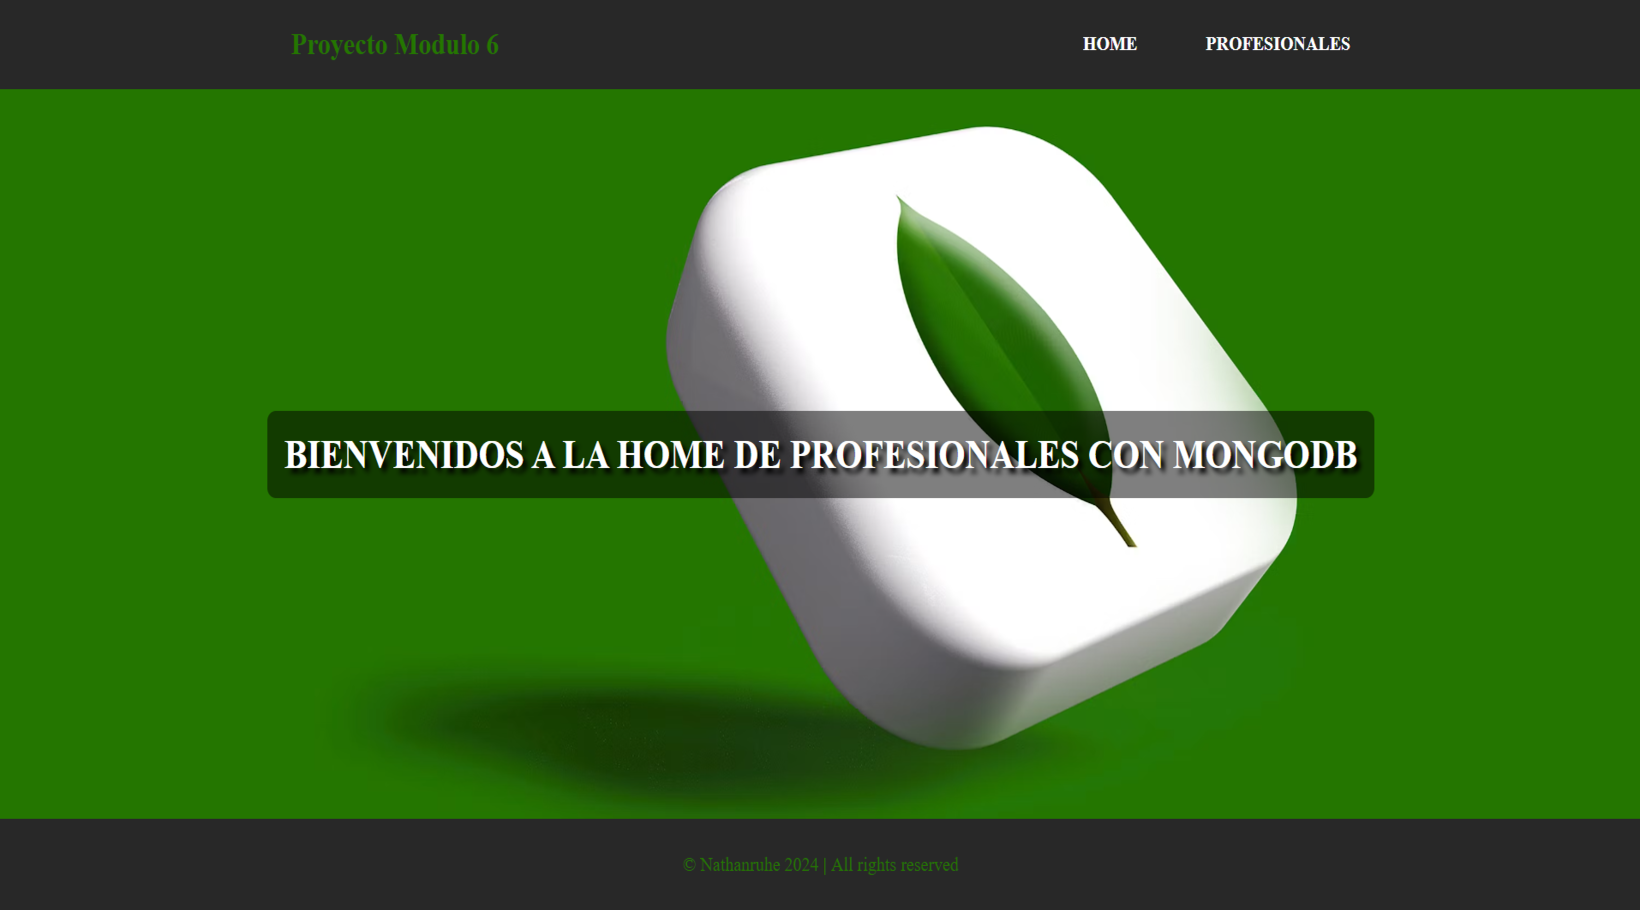 Proyecto Modulo 6
HOME
PROFESIONALES
BIENVENIDOS A LA HOME DE PROFESIONALES CON MONGODB
© Nathanruhe 2024 | All rights reserved